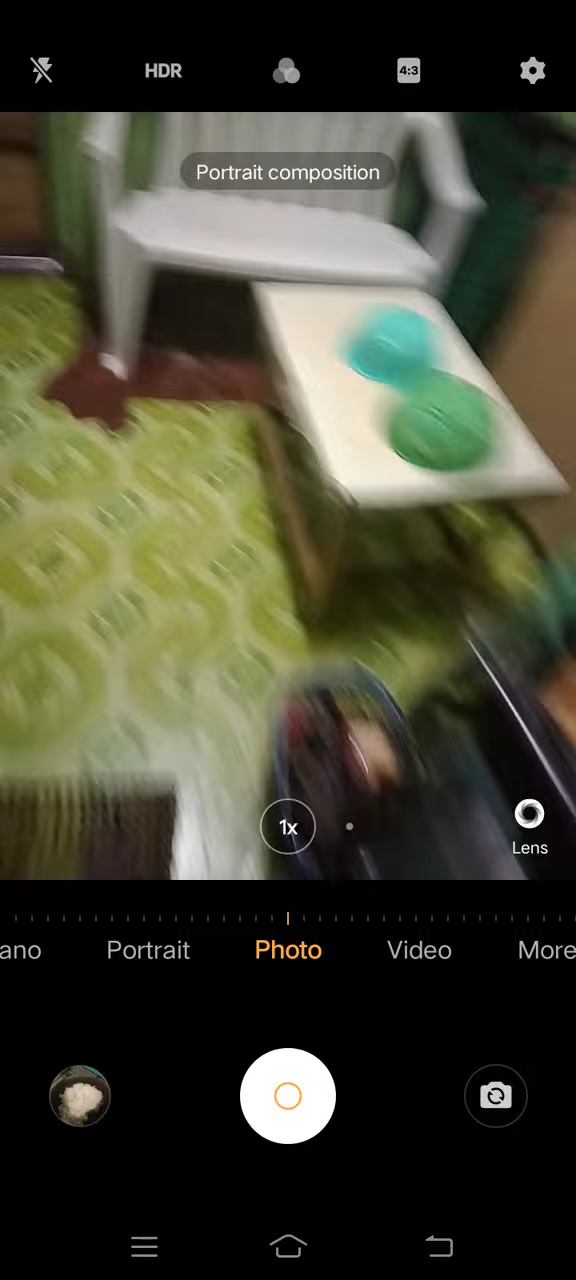 HDR
4:3
Portrait composition
1x
Lens
ano
Portrait
Photo
Video
More